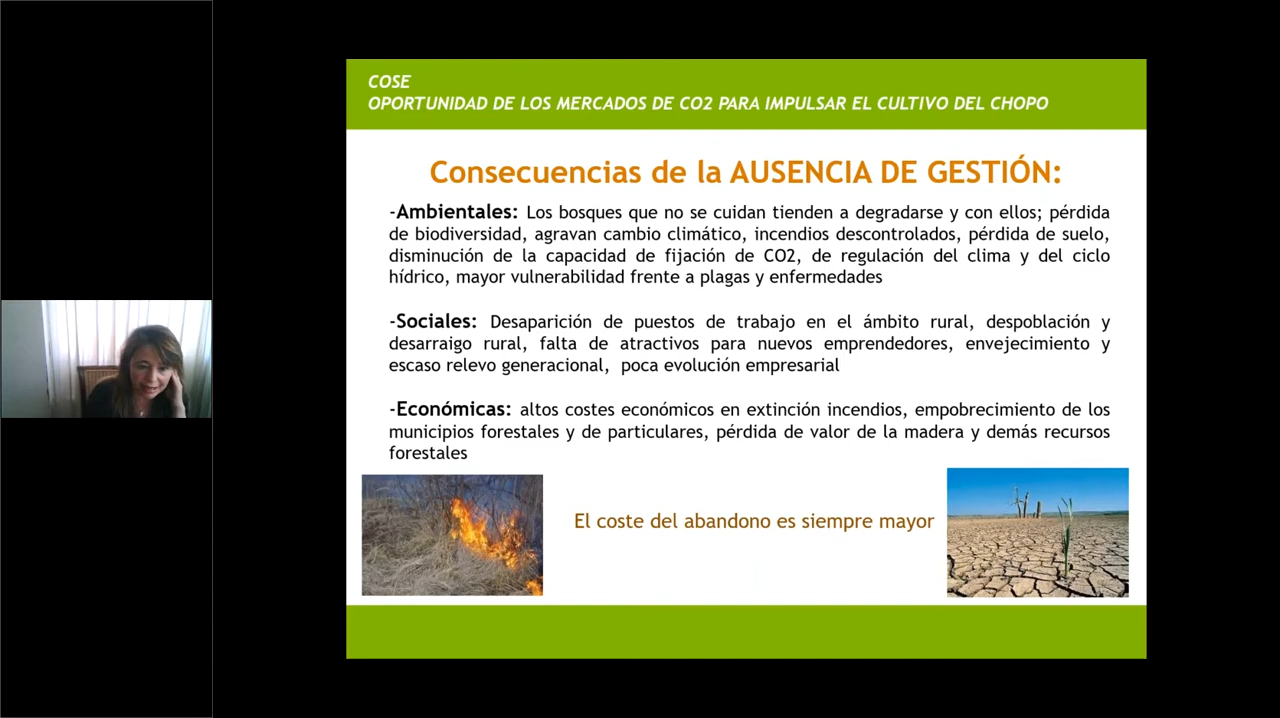 COSE
OPORTUNIDAD DE LOS MERCADOS DE CO2 PARA IMPULSAR EL CULTIVO DEL CHOPO
Consecuencias de la AUSENCIA DE GESTIÓN:
-Ambientales: Los bosques que no se cuidan tienden a degradarse y con ellos; pérdida
de biodiversidad, agravan cambio climático, incendios descontrolados, pérdida de suelo,
disminución de la capacidad de fijación de CO2, de regulación del clima y del ciclo
hídrico, mayor vulnerabilidad frente a plagas y enfermedades
-Sociales: Desaparición de puestos de trabajo en el ámbito rural, despoblación y
desarraigo rural, falta de atractivos para nuevos emprendedores, envejecimiento y
escaso relevo generacional, poca evolución empresarial
-Económicas: altos costes económicos en extinción incendios, empobrecimiento de los
municipios forestales y de particulares, pérdida de valor de la madera y demás recursos
forestales
El coste del abandono es siempre mayor